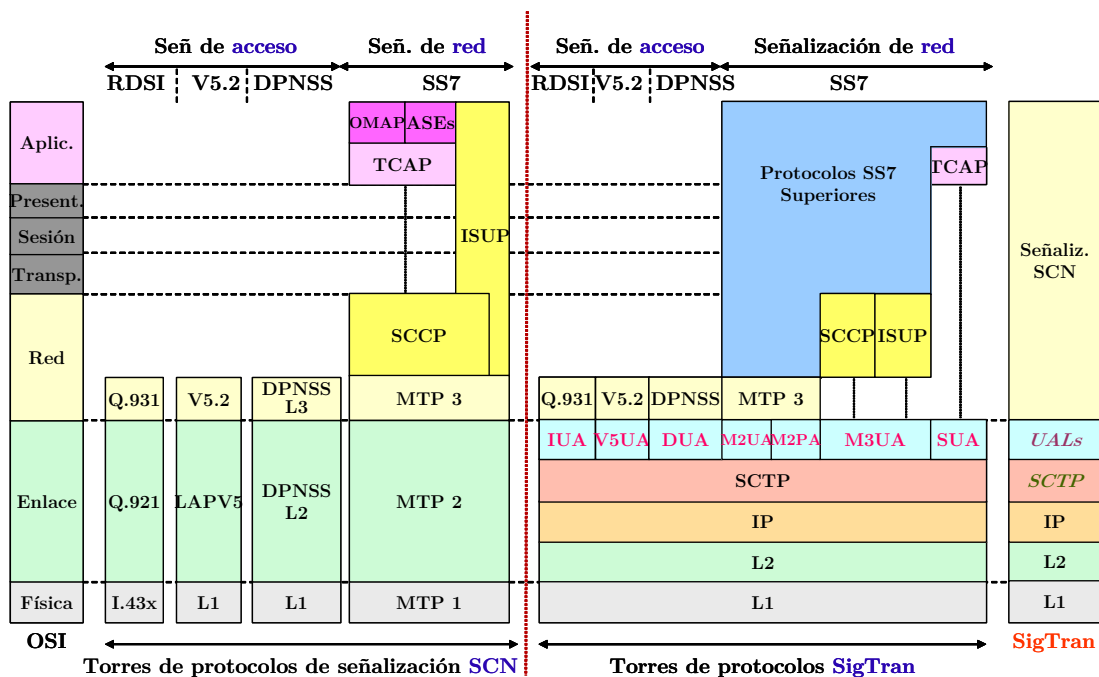 Señ de acceso
Señ. de red
Señ. de acceso
Señalización de red
RDSI
V5.2
DPNSS
SS7
RDSI
V5.2
DPNSS
SS7
Aplic.
Present.
Sesión
Transp.
Red
Enlace
Física
OSI
Q.931
Q.921
I.43x
V5.2
LAPV5
L1
DPNSS
L3
DPNSS
L2
L1
OMAP
ASEs
TCAP
ISUP
SCCP
MTP 3
MTP 2
MTP 1
Protocolos SS7
Superiores
TCAP
SCCP
ISUP
Q.931
V5.2
DPNSS
MTP 3
IUA
V5UA
DUA
M2UA
M2PA
M3UA
SUA
SCTP
IP
L2
L1
Señaliz.
SCN
UALs
SCTP
IP
L2
L1
SigTran
Torres de protocolos de señalización SCN
Torres de protocolos SigTran